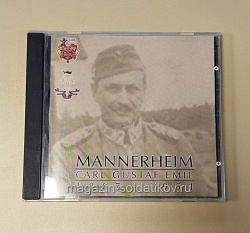 MANNERHEIM
CARL GUSTAF EMIL
magazin-soldatikov.ru